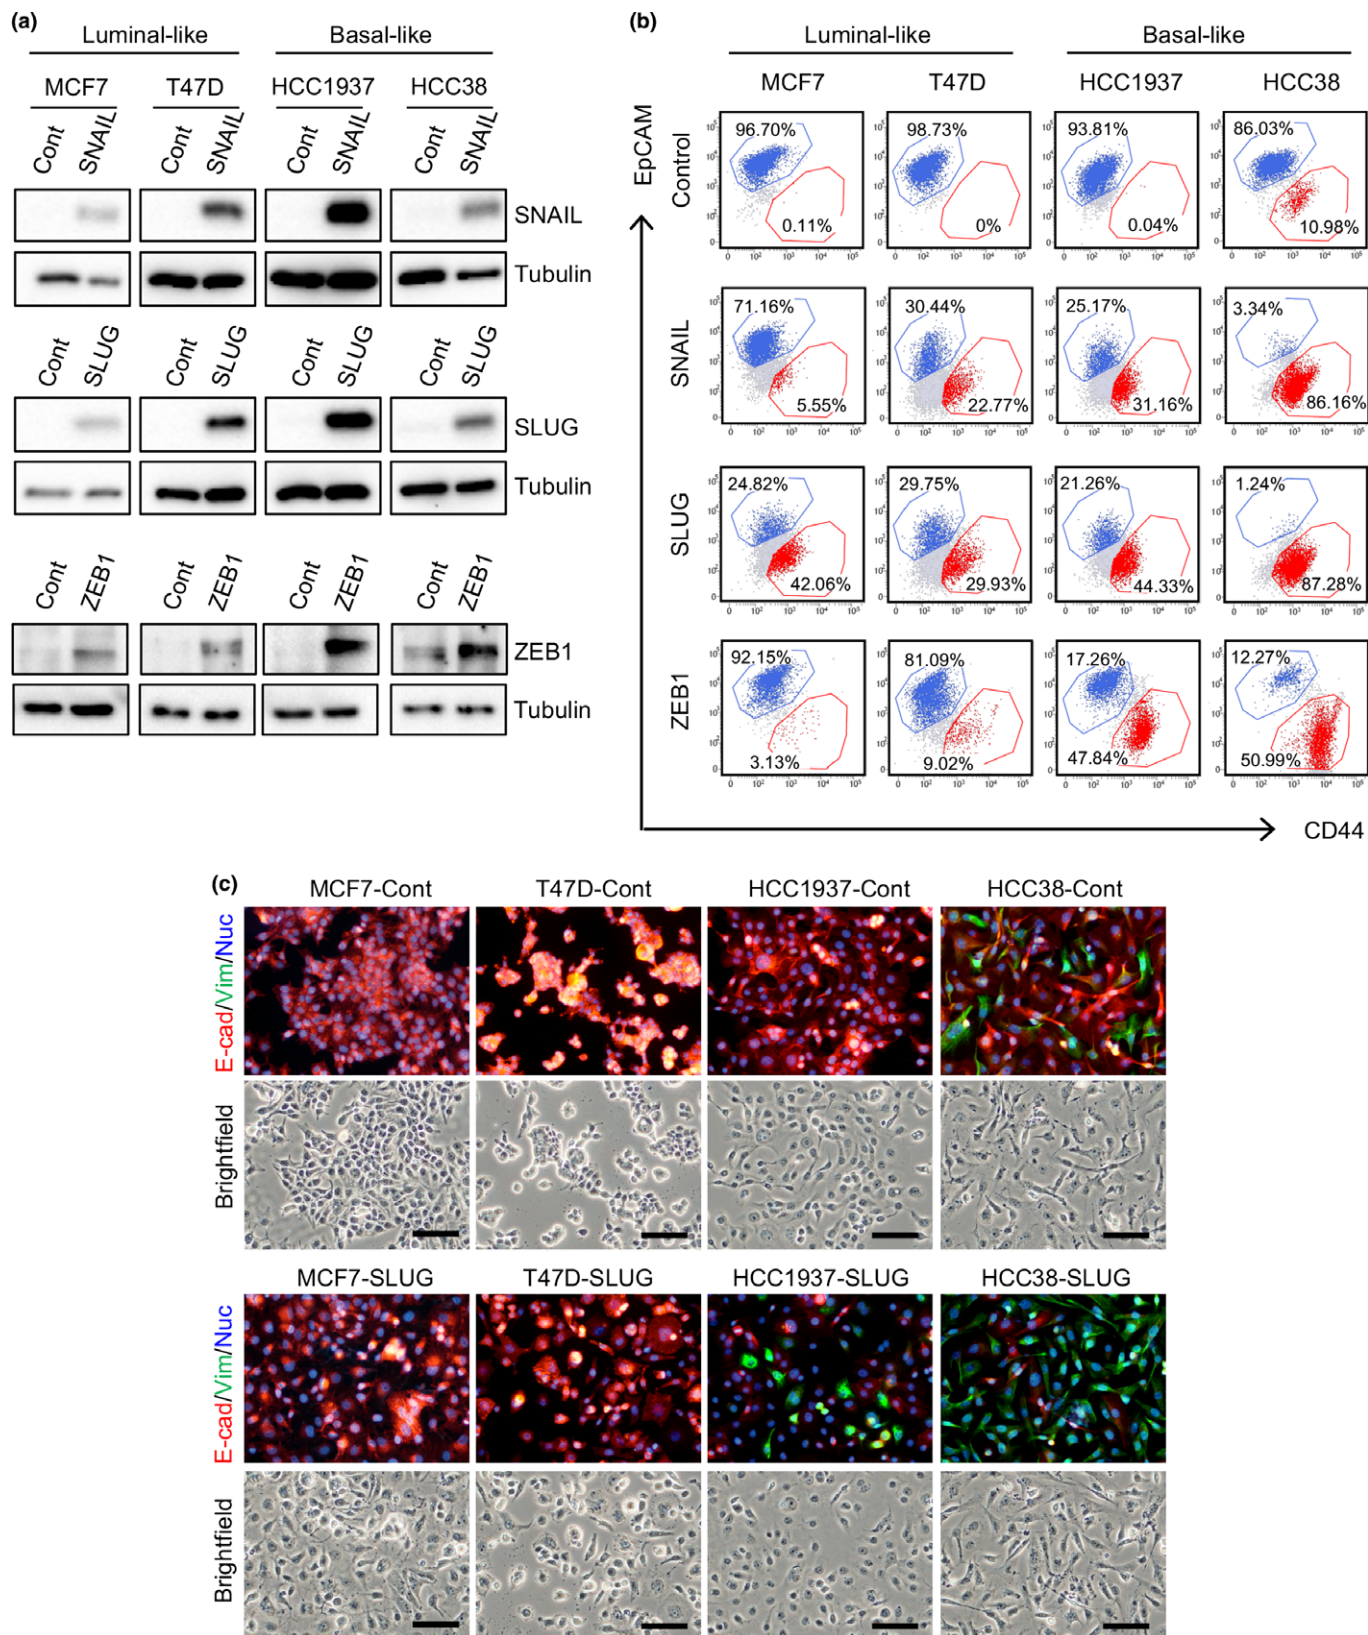 (a)
Luminal-like Basal-like
MCF7 T47D HCC1937 HCC38
Cont SNAIL Cont SNAIL Cont SNAIL Cont SNAIL
SNAIL
Tubulin
Cont SLUG Cont SLUG Cont SLUG Cont SLUG
SLUG
Tubulin
Cont ZEB1 Cont ZEB1 Cont ZEB1 Cont ZEB1
ZEB1
Tubulin
(b)
Luminal-like Basal-like
MCF7 T47D HCC1937 HCC38
EpCAM
Control
96.70% 98.73% 93.81% 86.03%
0.11% 0% 0.04% 10.98%
SNAIL
71.16% 30.44% 25.17% 3.34%
5.55% 22.77% 31.16% 86.16%
SLUG
24.82% 29.75% 21.26% 1.24%
42.06% 29.93% 44.33% 87.28%
ZEB1
92.15% 81.09% 17.26% 12.27%
3.13% 9.02% 47.84% 50.99%
CD44
(c)
MCF7-Cont T47D-Cont HCC1937-Cont HCC38-Cont
E-cad/Vim/Nuc
Brightfield
MCF7-SLUG T47D-SLUG HCC1937-SLUG HCC38-SLUG
E-cad/Vim/Nuc
Brightfield